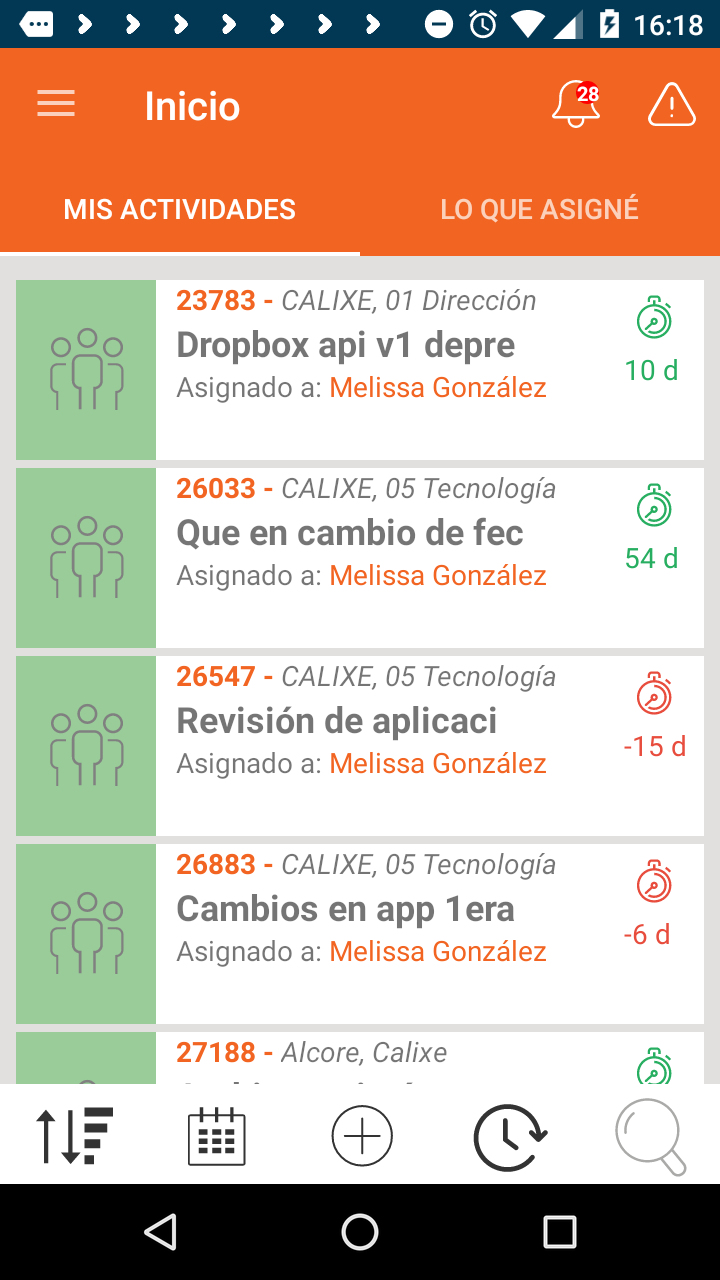 16:18
Inicio
28
MIS ACTIVIDADES
LO QUE ASIGNÉ
23783 - CALIXE, 01 Dirección
Dropbox api v1 depre
Asignado a: Melissa González
10 d
26033 - CALIXE, 05 Tecnología
Que en cambio de fec
Asignado a: Melissa González
54 d
26547 - CALIXE, 05 Tecnología
Revisión de aplicaci
Asignado a: Melissa González
-15 d
26883 - CALIXE, 05 Tecnología
Cambios en app 1era
Asignado a: Melissa González
-6 d
27188 - Alcore, Calixe